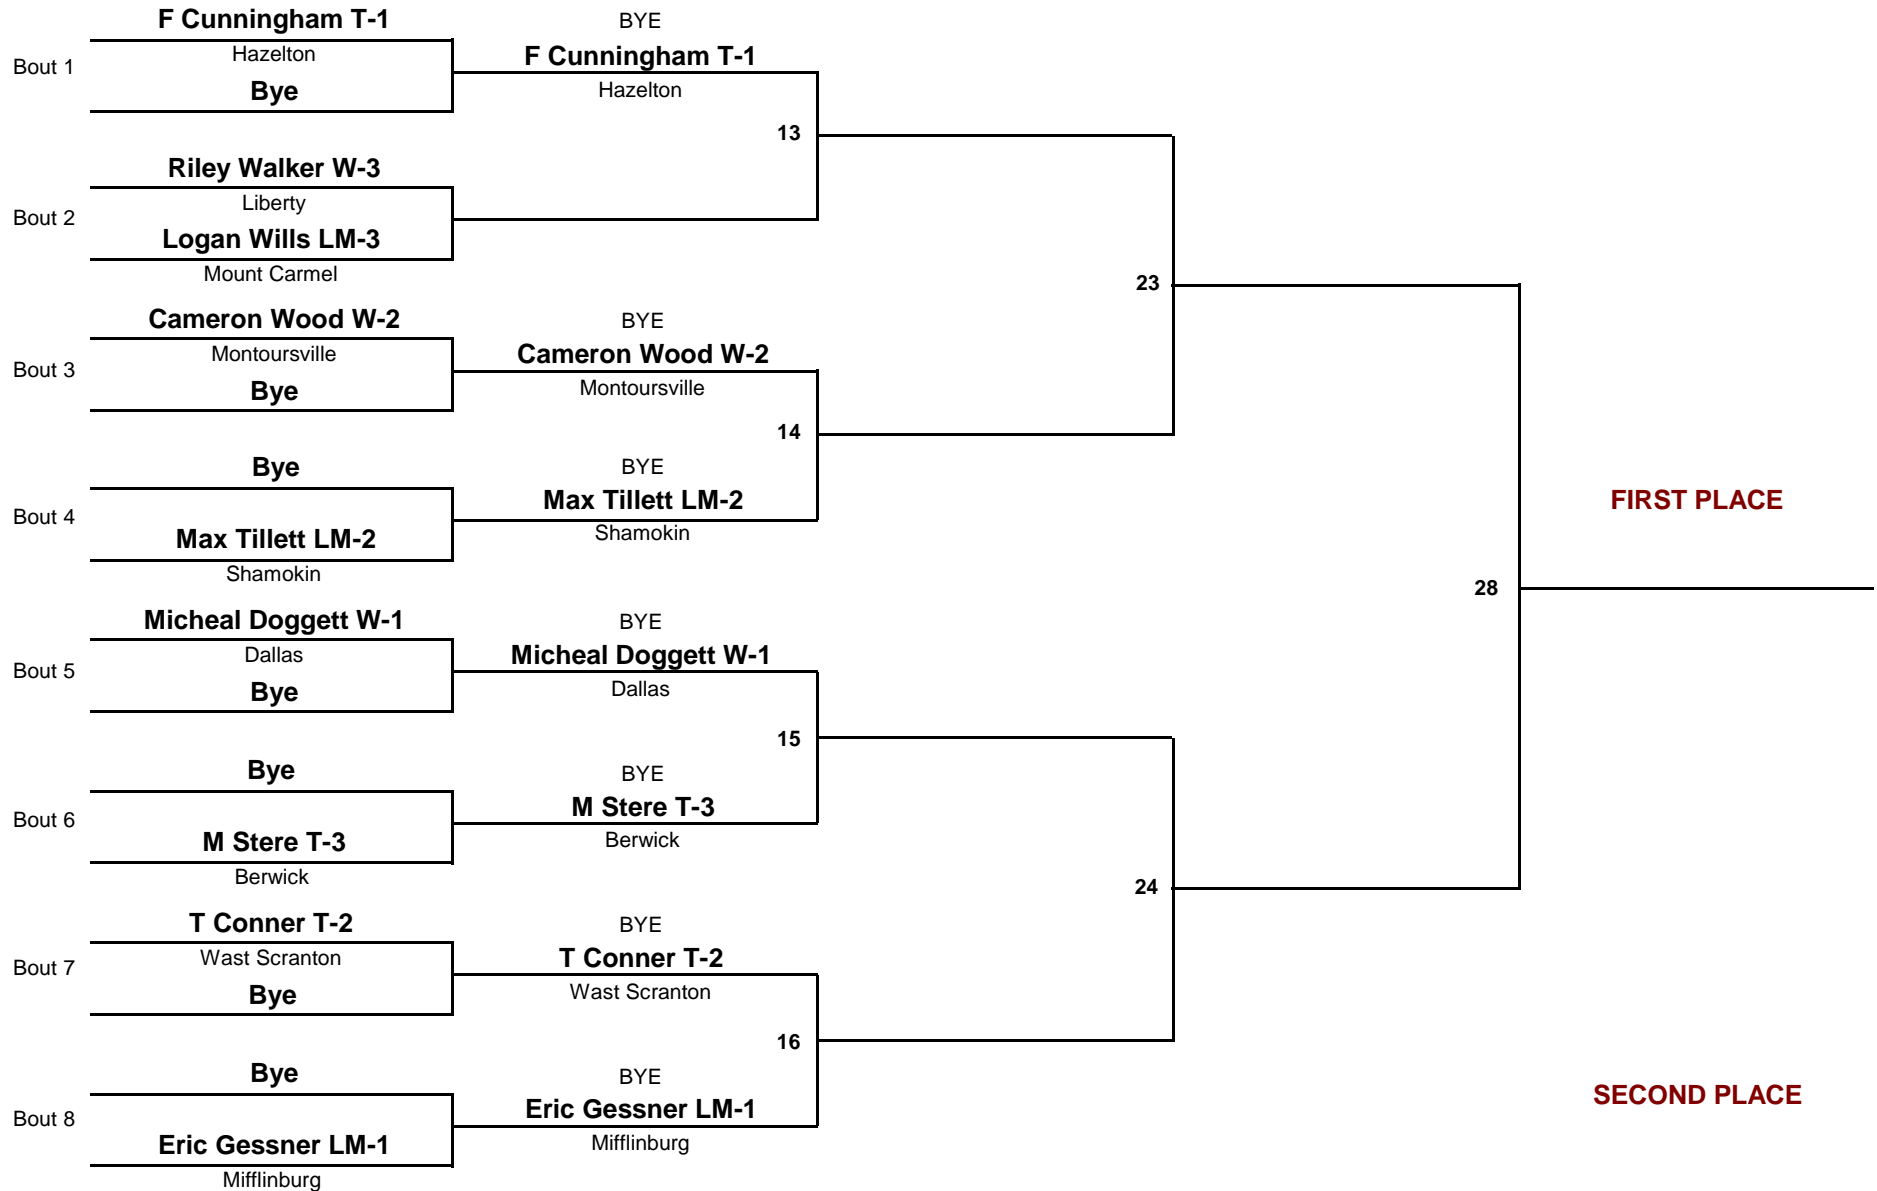 F Cunningham T-1
BYE
Bout 1
Hazelton
F Cunningham T-1
Bye
Hazelton
13
Riley Walker W-3
Bout 2
Liberty
Logan Wills LM-3
Mount Carmel
23
Cameron Wood W-2
BYE
Bout 3
Montoursville
Cameron Wood W-2
Bye
Montoursville
14
Bye
BYE
Bout 4
Max Tillett LM-2
FIRST PLACE
Max Tillett LM-2
Shamokin
Shamokin
28
Micheal Doggett W-1
BYE
Bout 5
Dallas
Micheal Doggett W-1
Bye
Dallas
15
Bye
BYE
Bout 6
M Stere T-3
M Stere T-3
Berwick
Berwick
24
T Conner T-2
BYE
Bout 7
Wast Scranton
T Conner T-2
Bye
Wast Scranton
16
Bye
BYE
Bout 8
Eric Gessner LM-1
SECOND PLACE
Eric Gessner LM-1
Mifflinburg
Mifflinburg